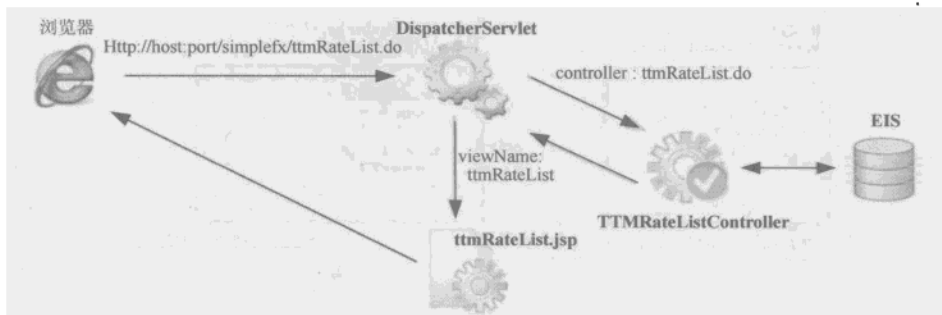 浏览器
DispatcherServlet
Http://host:port/simplefx/ttmRateList.do
controller : ttmRateList.do
EIS
viewName:
ttmRateList
TTMRateListController
ttmRateList.jsp